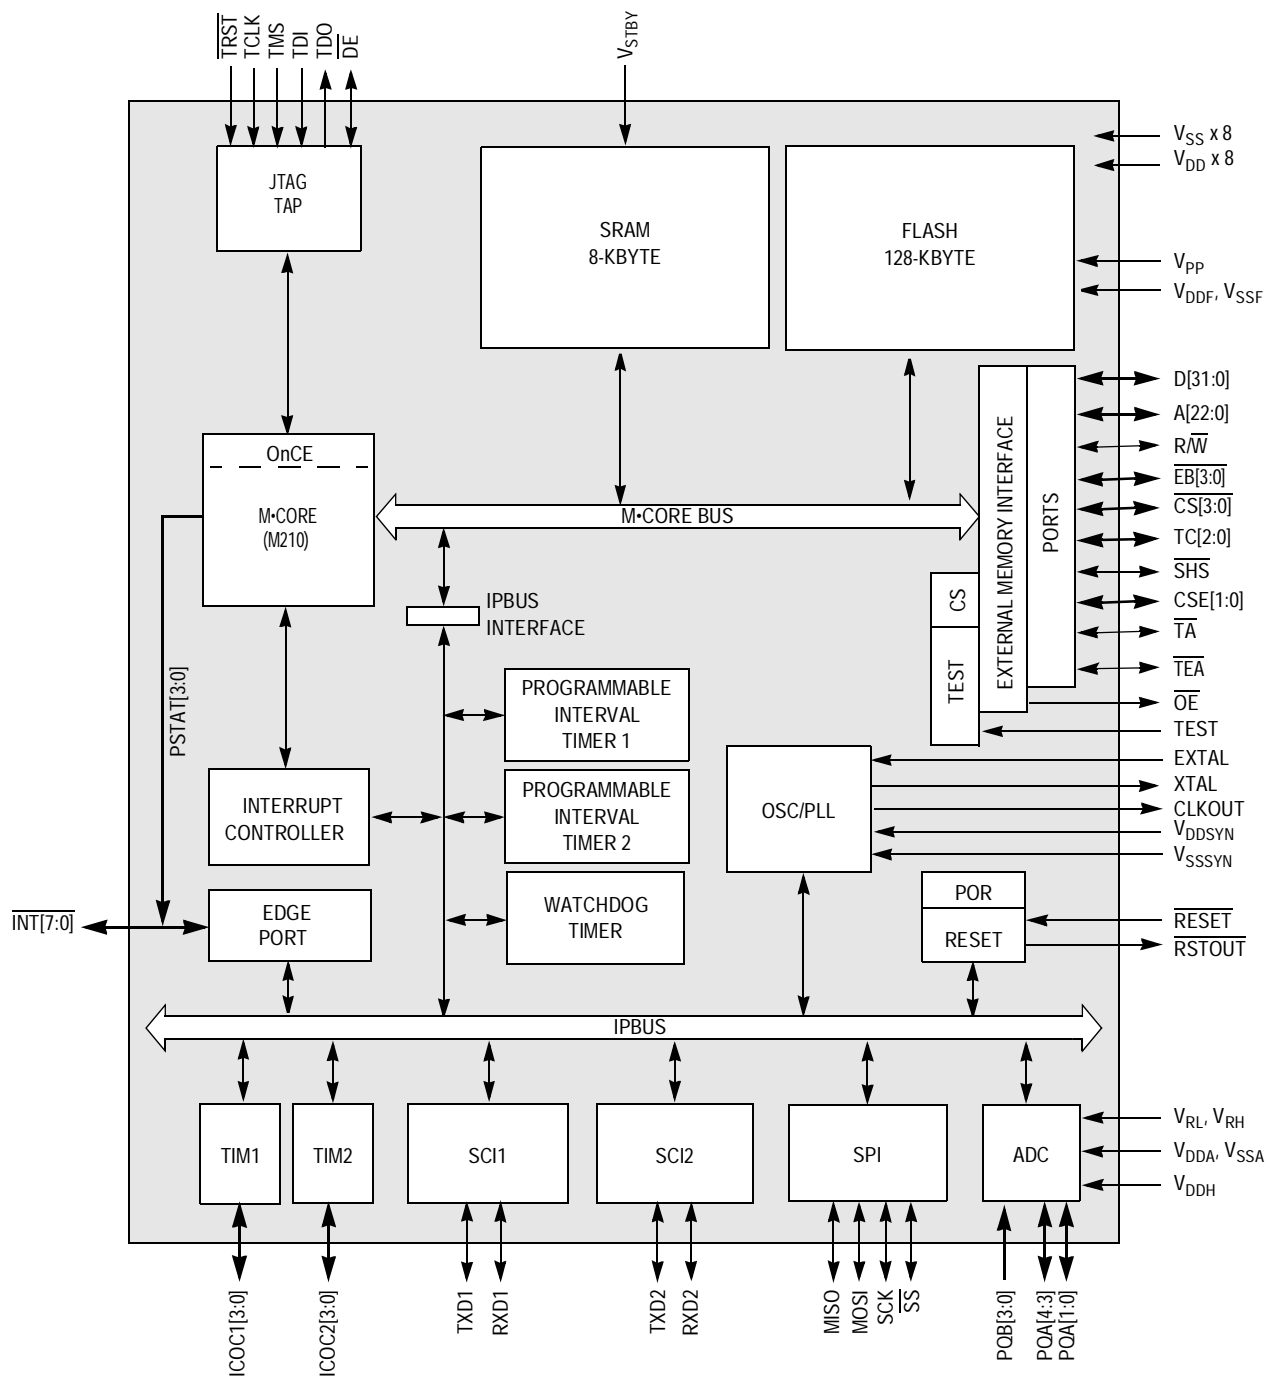 TRST
TCLK
TMS
TDI
TDO
DE
VSTBY
JTAG
TAP
SRAM
8-KBYTE
FLASH
128-KBYTE
VSS x 8
VDD x 8
VPP
VDDF, VSSF
OnCE
M•CORE
(M210)
M•CORE BUS
IPBUS
INTERFACE
EXTERNAL MEMORY INTERFACE
PORTS
CS
TEST
D[31:0]
A[22:0]
R/W
EB[3:0]
CS[3:0]
TC[2:0]
SHS
CSE[1:0]
TA
TEA
OE
TEST
EXTAL
XTAL
CLKOUT
VDDSYN
VSSSYN
PSTAT[3:0]
PROGRAMMABLE
INTERVAL
TIMER 1
PROGRAMMABLE
INTERVAL
TIMER 2
WATCHDOG
TIMER
OSC/PLL
INTERRUPT
CONTROLLER
EDGE
PORT
INT[7:0]
POR
RESET
RESET
RSTOUT
IPBUS
TIM1
TIM2
SCI1
SCI2
SPI
ADC
VRL, VRH
VDDA, VSSA
VDDH
ICOC1[3:0]
ICOC2[3:0]
TXD1
RXD1
TXD2
RXD2
MISO
MOSI
SCK
SS
PQB[3:0]
PQA[4:3]
PQA[1:0]